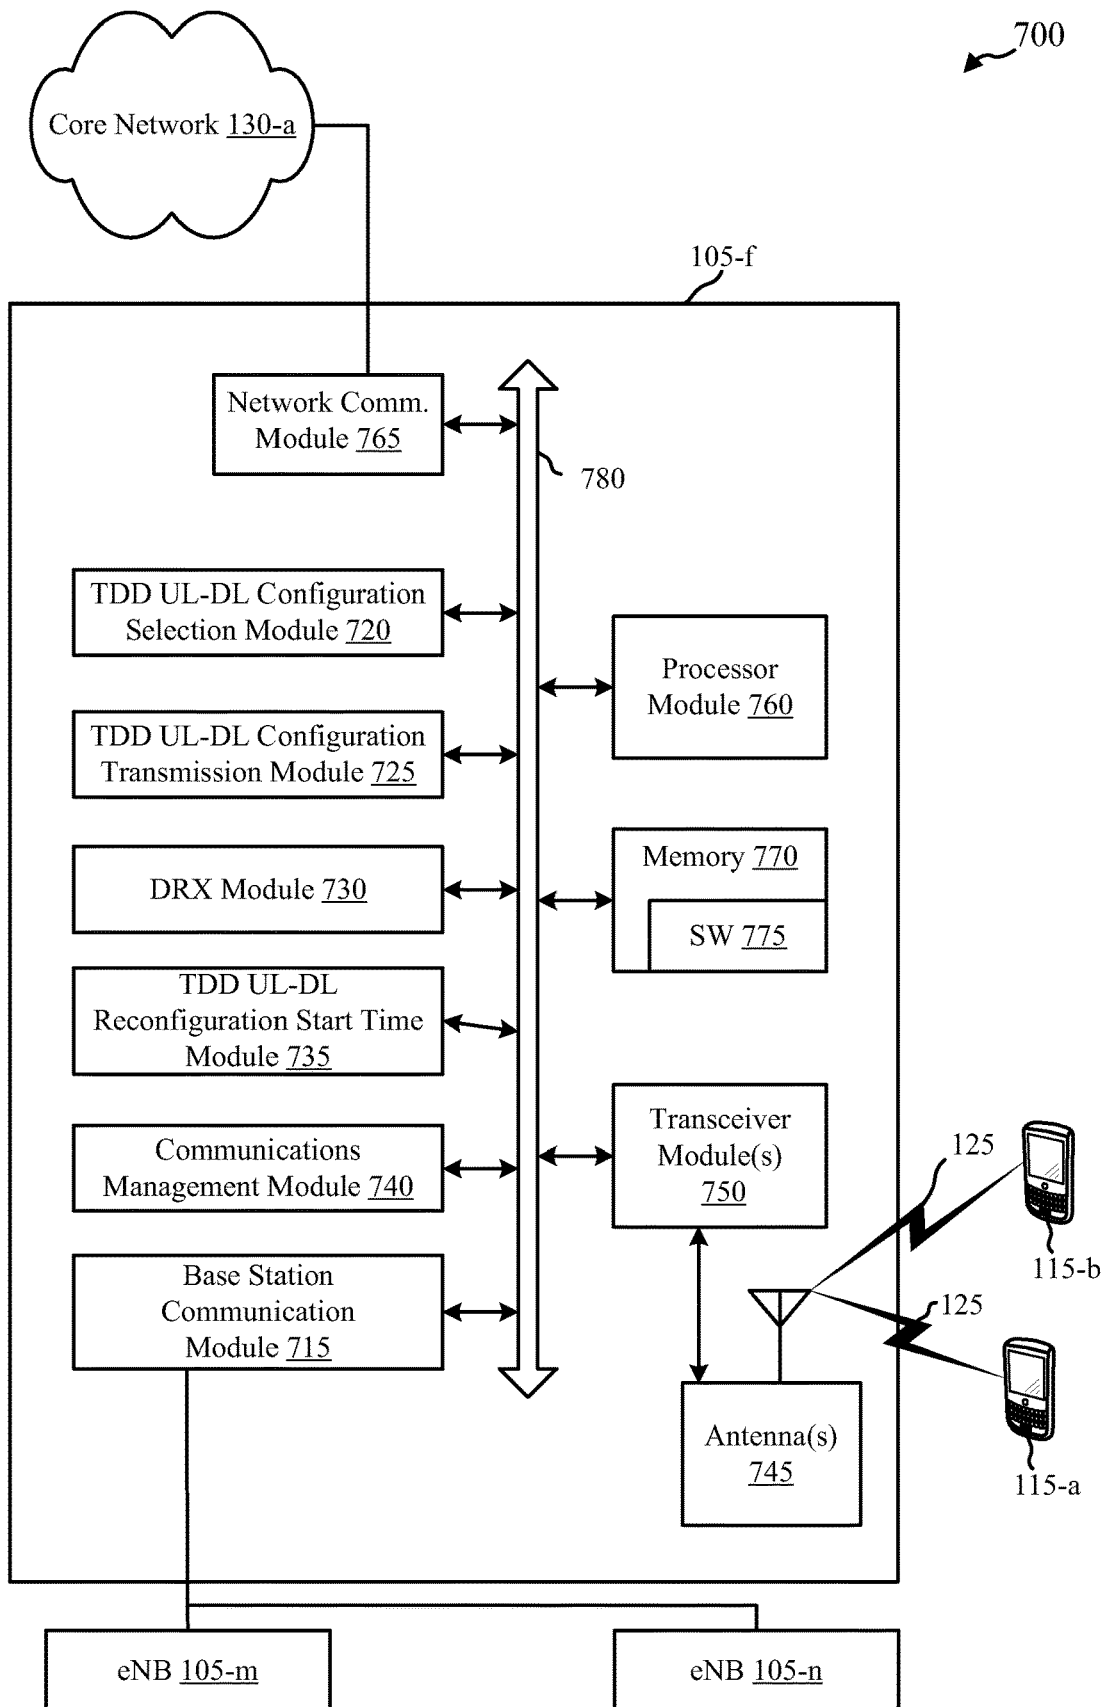 700
Core Network 130-a
105-f
Network Comm.
Module 765
780
TDD UL-DL Configuration
Selection Module 720
Processor
Module 760
TDD UL-DL Configuration
Transmission Module 725
Memory 770
SW 775
DRX Module 730
TDD UL-DL
Reconfiguration Start Time
Module 735
Transceiver
Module(s)
750
Communications
Management Module 740
125
115-b
Base Station
Communication
Module 715
125
Antenna(s)
745
115-a
eNB 105-m
eNB 105-n